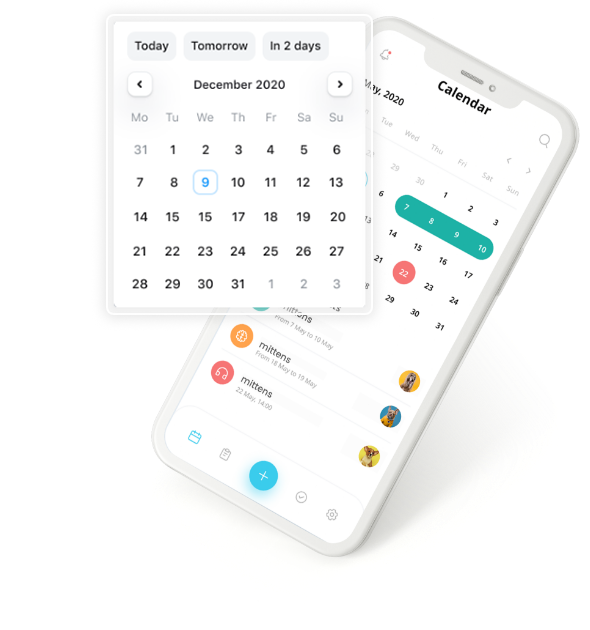 Today Tomorrow In 2 days
December 2020
Mo Tu We Th Fr Sa Su
31 1 2 3 4 5 6
7 8 9 10 11 12 13
14 15 15 17 18 19 20
21 22 23 24 25 26 27
28 29 30 31 1 2 3
Calendar
May, 2020
Tue Wed Thu Fri Sat Sun
29 30 1 2 3
6 7 8 9 10
13 14 15 16 17
21 22 23 24
28 29 30 31
mittens
From 7 May to 10 May
mittens
From 18 May to 19 May
mittens
22 May, 14:00